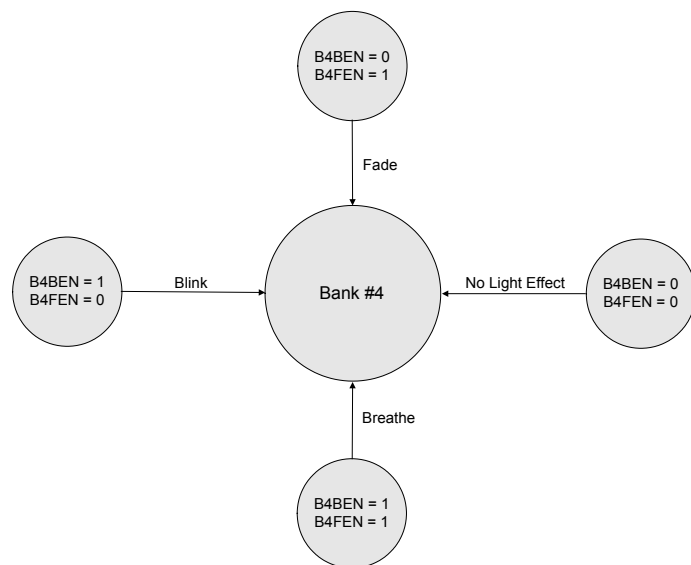 B4BEN = 0
B4FEN = 1
Fade
B4BEN = 1
B4FEN = 0
Blink
Bank #4
No Light Effect
B4BEN = 0
B4FEN = 0
Breathe
B4BEN = 1
B4FEN = 1